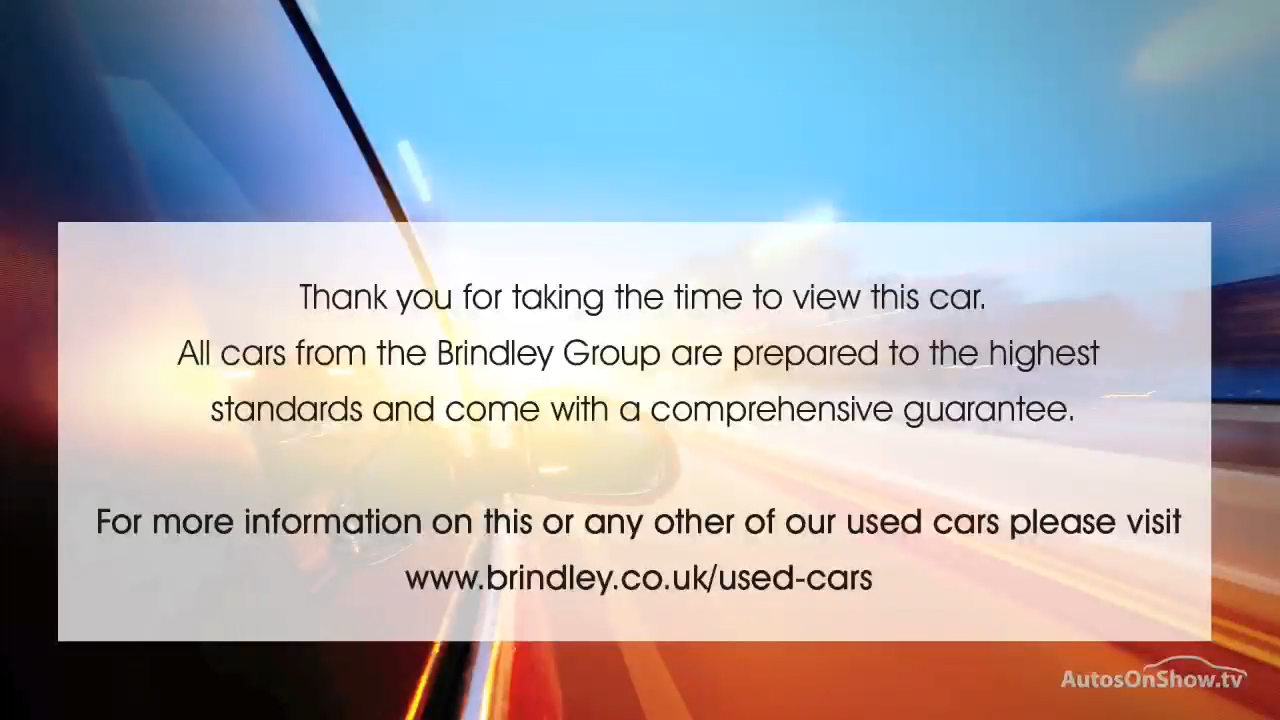 Thank you for taking the time to view this car.
All cars from the Brindley Group are prepared to the highest
standards and come with a comprehensive guarantee.
For more information on this or any other of our used cars please visit
www.brindley.co.uk/used-cars
AutosOnShow.tv